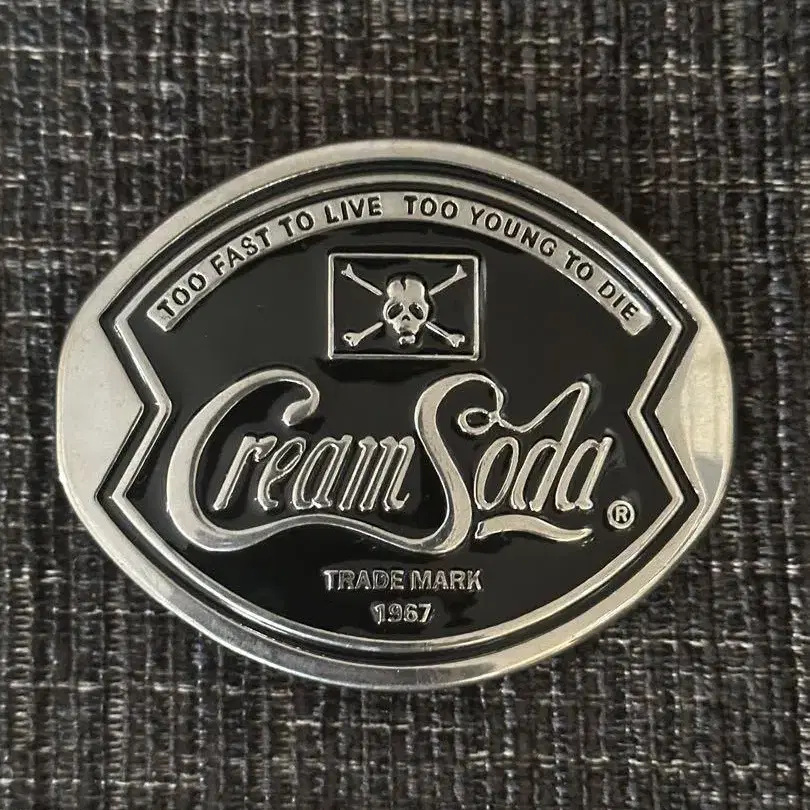 TOO FAST TO LIVE TOO YOUNG TO DIE
Cream Soda ®
TRADE MARK
1967